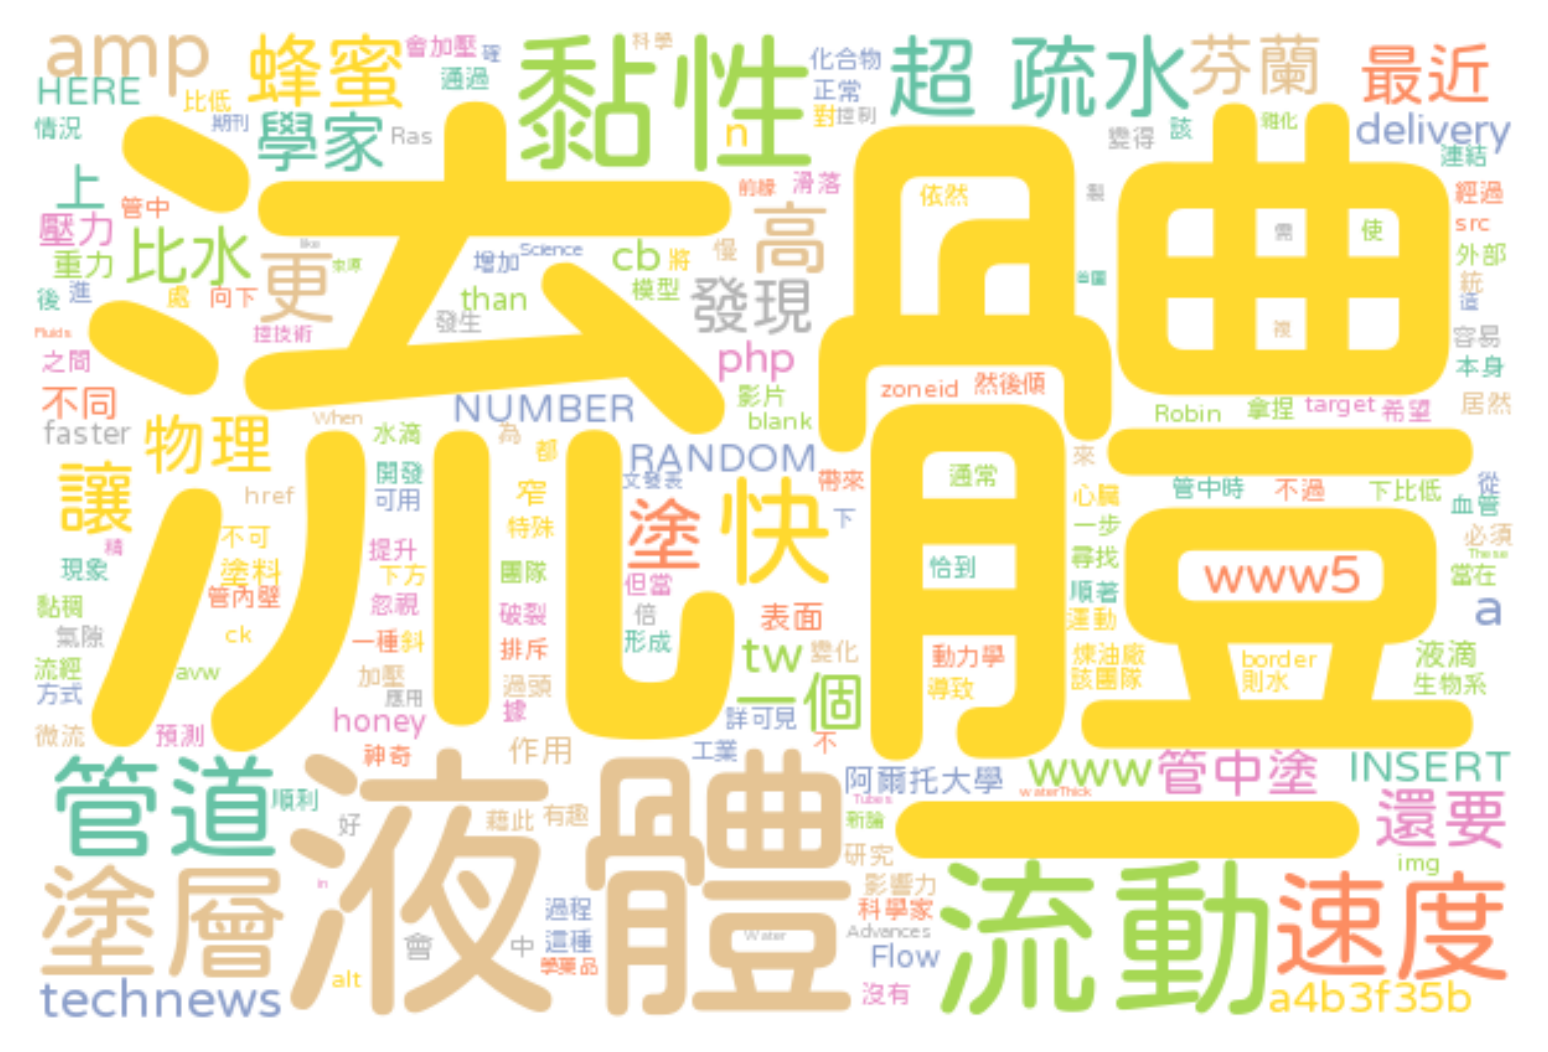 amp
蜂蜜
會加壓
確
科學
黏性
化合物
超
疏水
芬蘭
最近
HERE
比低
通過
正常
情況
期刊
學家
Ras
n
對
控制
變得
該
雜化
delivery
連結
上
管中
前緣
滑落
依然
製
需
使
經過
src
壓力
比水
like
Science
高
重力
更
來源
增加
cb
慢
將
外部
後
進
處
向下
than
模型
發現
統
造
Fluids
控技術
發生
複
容易
之間
php
本身
不同
zoneid
然後傾
faster
物理
When
NUMBER
影片
blank
Robin
拿捏
target
希望
居然
水滴
為
都
RANDOM
來
讓
href
開發
可用
窄
文發表
帶來
通常
心臟
管中時
不過
下比低
從
血管
不可
特殊
塗
快
下
一步
必須
These
精
現象
塗料
提升
下方
團隊
但當
恰到
尋找
www5
當在
黏稠
管內壁
忽視
破裂
倍
表面
順著
運動
a
氣隙
ck
一種
斜
排斥
形成
tw
變化
動力學
煉油廠
border
液滴
流經
avw
加壓
過頭
一個
導致
該團隊
則水
生物系
方式
應用
據
詳可見
微流
預測
honey
神奇
作用
工業
不
流體
管道
順利
液體
阿爾托大學
www
管中塗
INSERT
好
藉此
有趣
Tubes
waterThick
新論
還要
研究
img
塗層
in
會
中
過程
這種
學藥品
Water
影響力
科學家
Advances
Flow
流動
速度
technews
alt
沒有
a4b3f35b
一